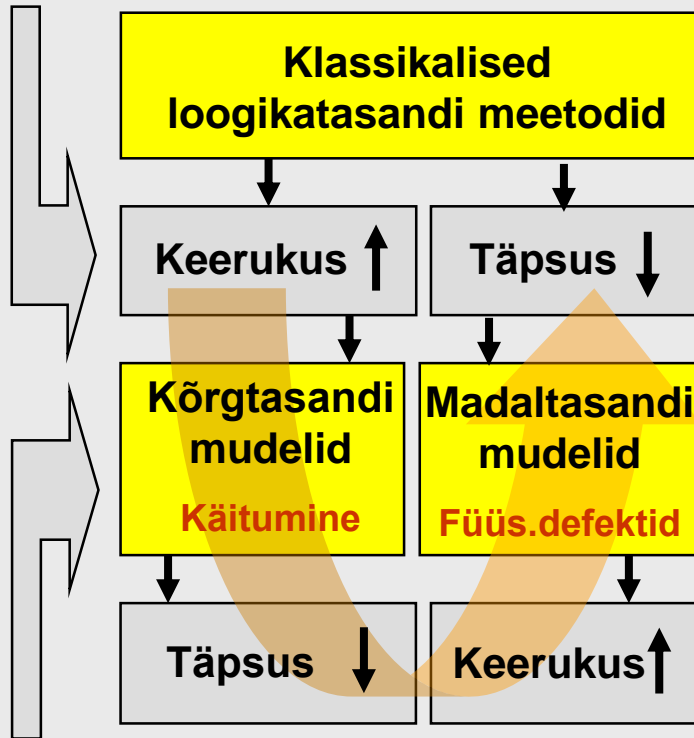 Klassikalised
loogikatasandi meetodid
Keerukus
Täpsus
Kõrgtasandi
mudelid
Käitumine
Madaltasandi
mudelid
Füüs.defektid
Täpsus
Keerukus